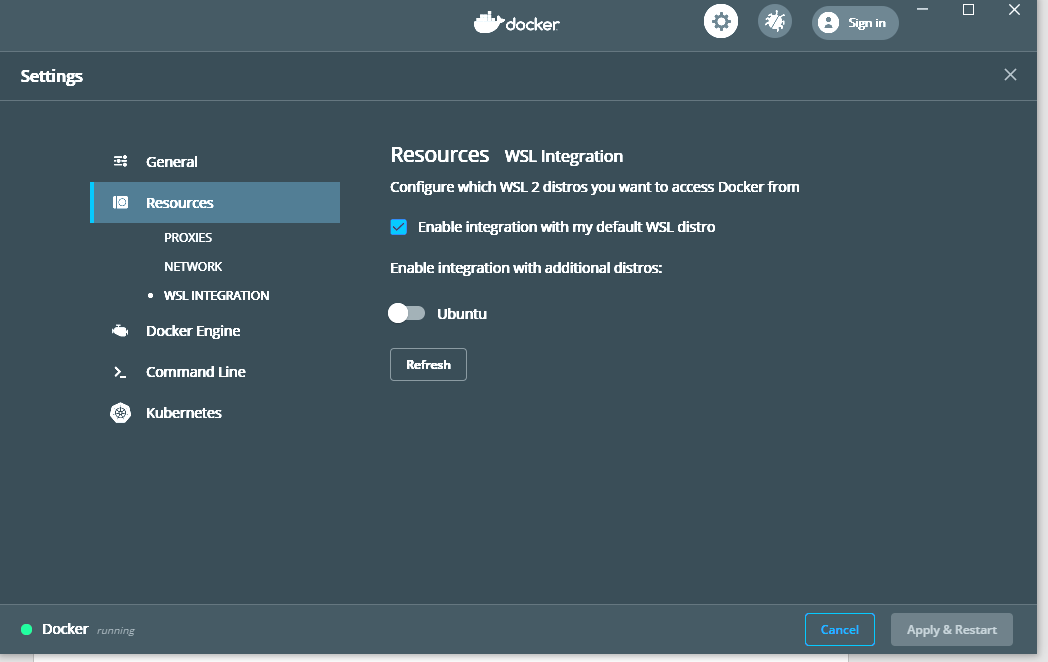 docker
Sign in
Settings
General
Resources
PROXIES
NETWORK
WSL INTEGRATION
Docker Engine
Command Line
Kubernetes
Resources WSL Integration
Configure which WSL 2 distros you want to access Docker from
Enable integration with my default WSL distro
Enable integration with additional distros:
Ubuntu
Refresh
Docker running
Cancel
Apply & Restart